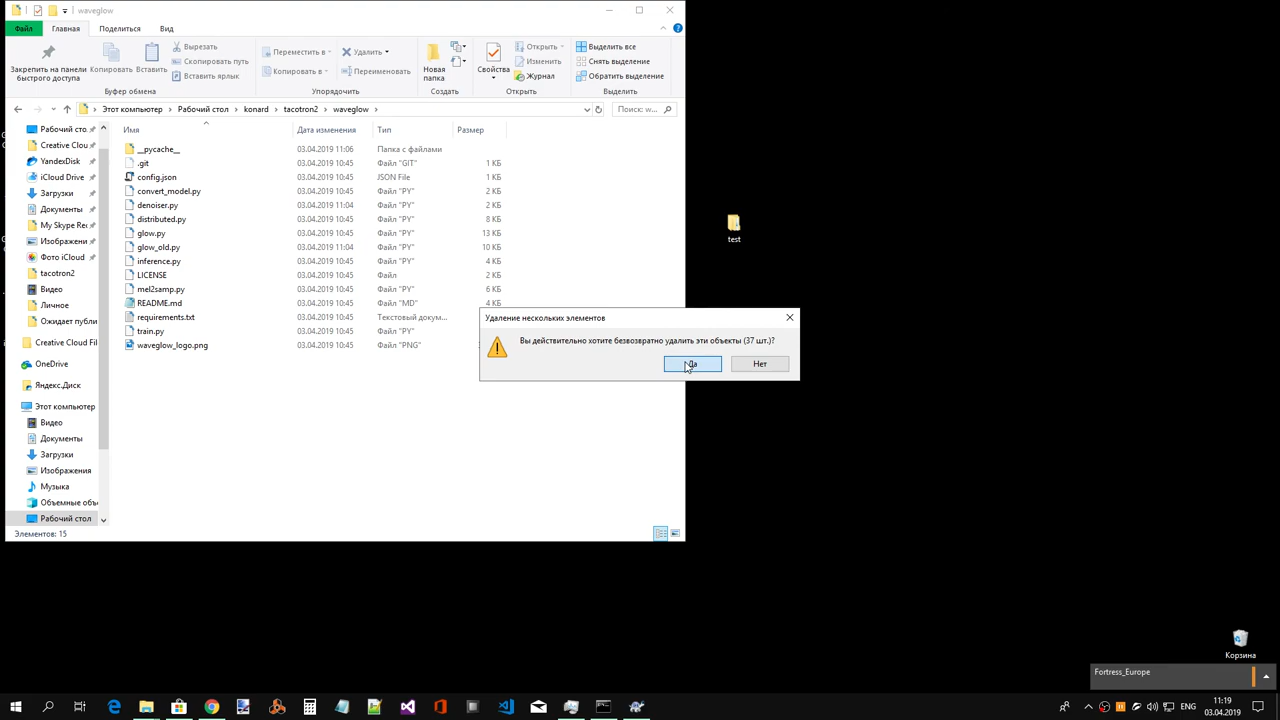 waveglow
Файл Главная Поделиться Вид
Закрепить на панели быстрого доступа
Копировать
Вставить
Вырезать
Скопировать путь
Вставить ярлык
Буфер обмена
Переместить в
Копировать в
Удалить
Переименовать
Упорядочить
Новая папка
Создать
Свойства
Открыть
Изменить
Журнал
Открыть
Выделить все
Снять выделение
Обратить выделение
Выделить
Этот компьютер Рабочий стол konard tacotron2 waveglow
Поиск: w...
Имя Дата изменения Тип Размер
__pycache__ 03.04.2019 11:06 Папка с файлами
.git 03.04.2019 10:45 Файл "GIT" 1 КБ
config.json 03.04.2019 10:45 JSON File 1 КБ
convert_model.py 03.04.2019 10:45 Файл "PY" 2 КБ
denoiser.py 03.04.2019 11:04 Файл "PY" 2 КБ
distributed.py 03.04.2019 10:45 Файл "PY" 8 КБ
glow.py 03.04.2019 10:45 Файл "PY" 13 КБ
glow_old.py 03.04.2019 11:04 Файл "PY" 10 КБ
inference.py 03.04.2019 10:45 Файл "PY" 4 КБ
LICENSE 03.04.2019 10:45 Файл 2 КБ
mel2samp.py 03.04.2019 10:45 Файл "PY" 6 КБ
README.md 03.04.2019 10:45 Файл "MD" 4 КБ
requirements.txt 03.04.2019 10:45 Текстовый докум...
train.py 03.04.2019 10:45 Файл "PY"
waveglow_logo.png 03.04.2019 10:45 Файл "PNG"
Рабочий сто
Creative Clou
YandexDisk
iCloud Drive
Загрузки
Документы
My Skype Rec
Изображени
Фото iCloud
tacotron2
Видео
Личное
Ожидает публи
Creative Cloud Fil
OneDrive
Яндекс.Диск
Этот компьютер
Видео
Документы
Загрузки
Изображения
Музыка
Объемные объ
Рабочий стол
Элементов: 15
Удаление нескольких элементов
Вы действительно хотите безвозвратно удалить эти объекты (37 шт.)?
Да Нет
test
Корзина
Fortress_Europe
ENG
11:19
03.04.2019